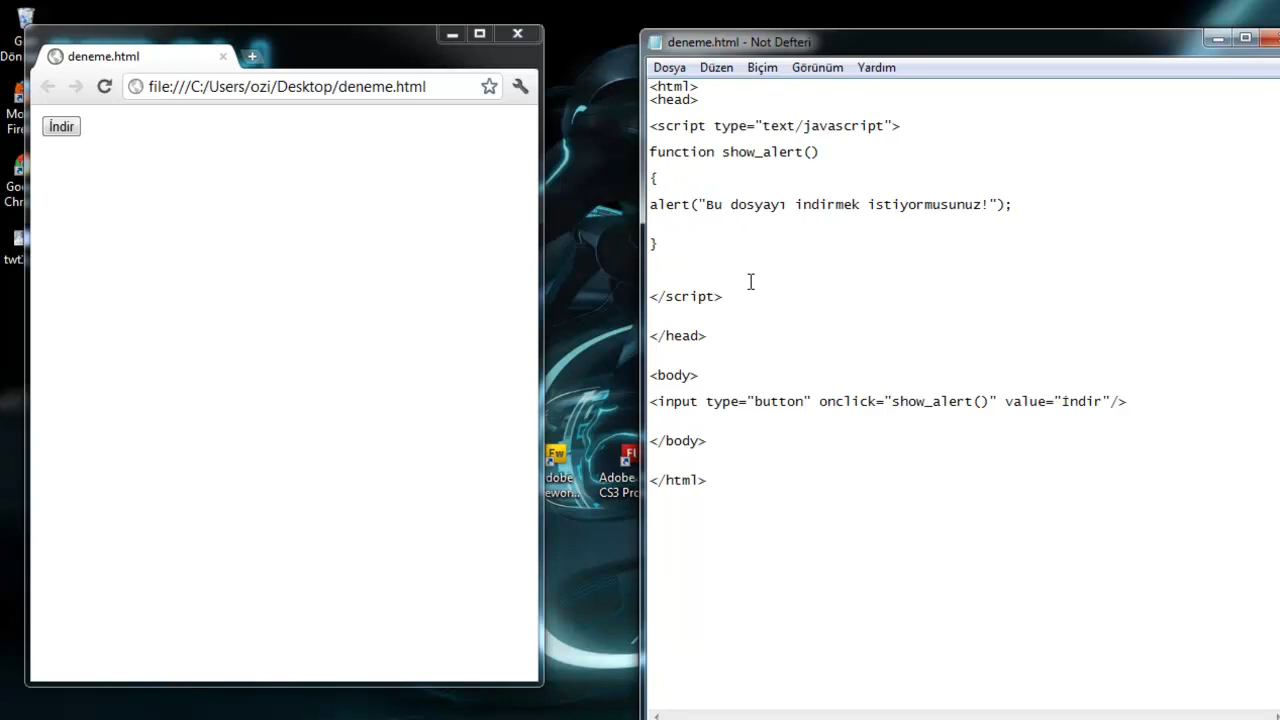 deneme.html
file:///C:/Users/ozi/Desktop/deneme.html
İndir
deneme.html - Not Defteri
Dosya Düzen Biçim Görünüm Yardım
<html>
<head>
<script type="text/javascript">
function show_alert()
{
alert("Bu dosyayı indirmek istiyormusunuz!");
}
</script>
</head>
<body>
<input type="button" onclick="show_alert()" value="İndir"/>
</body>
</html>
Adobe
CS3 Pro